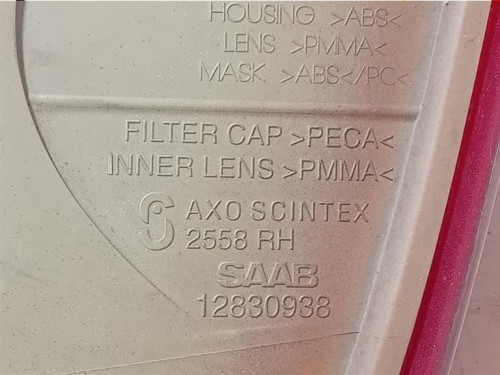 HOUSING >ABS<
LENS >PMMA<
MASK >ABS</PC<
FILTER CAP >PECA<
INNER LENS >PMMA<
AXO SCINTEX
2558 RH
SAAB
12830938